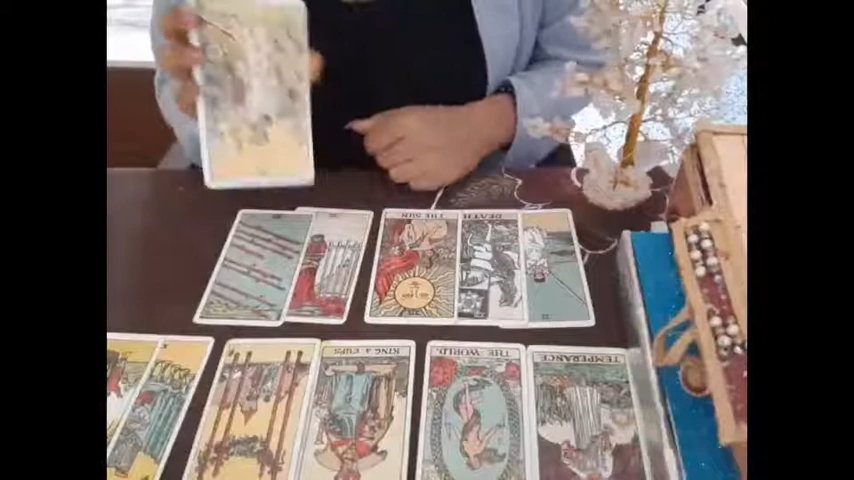 THE SUN
DEATH
KING of CUPS
THE WORLD.
TEMPERANCE